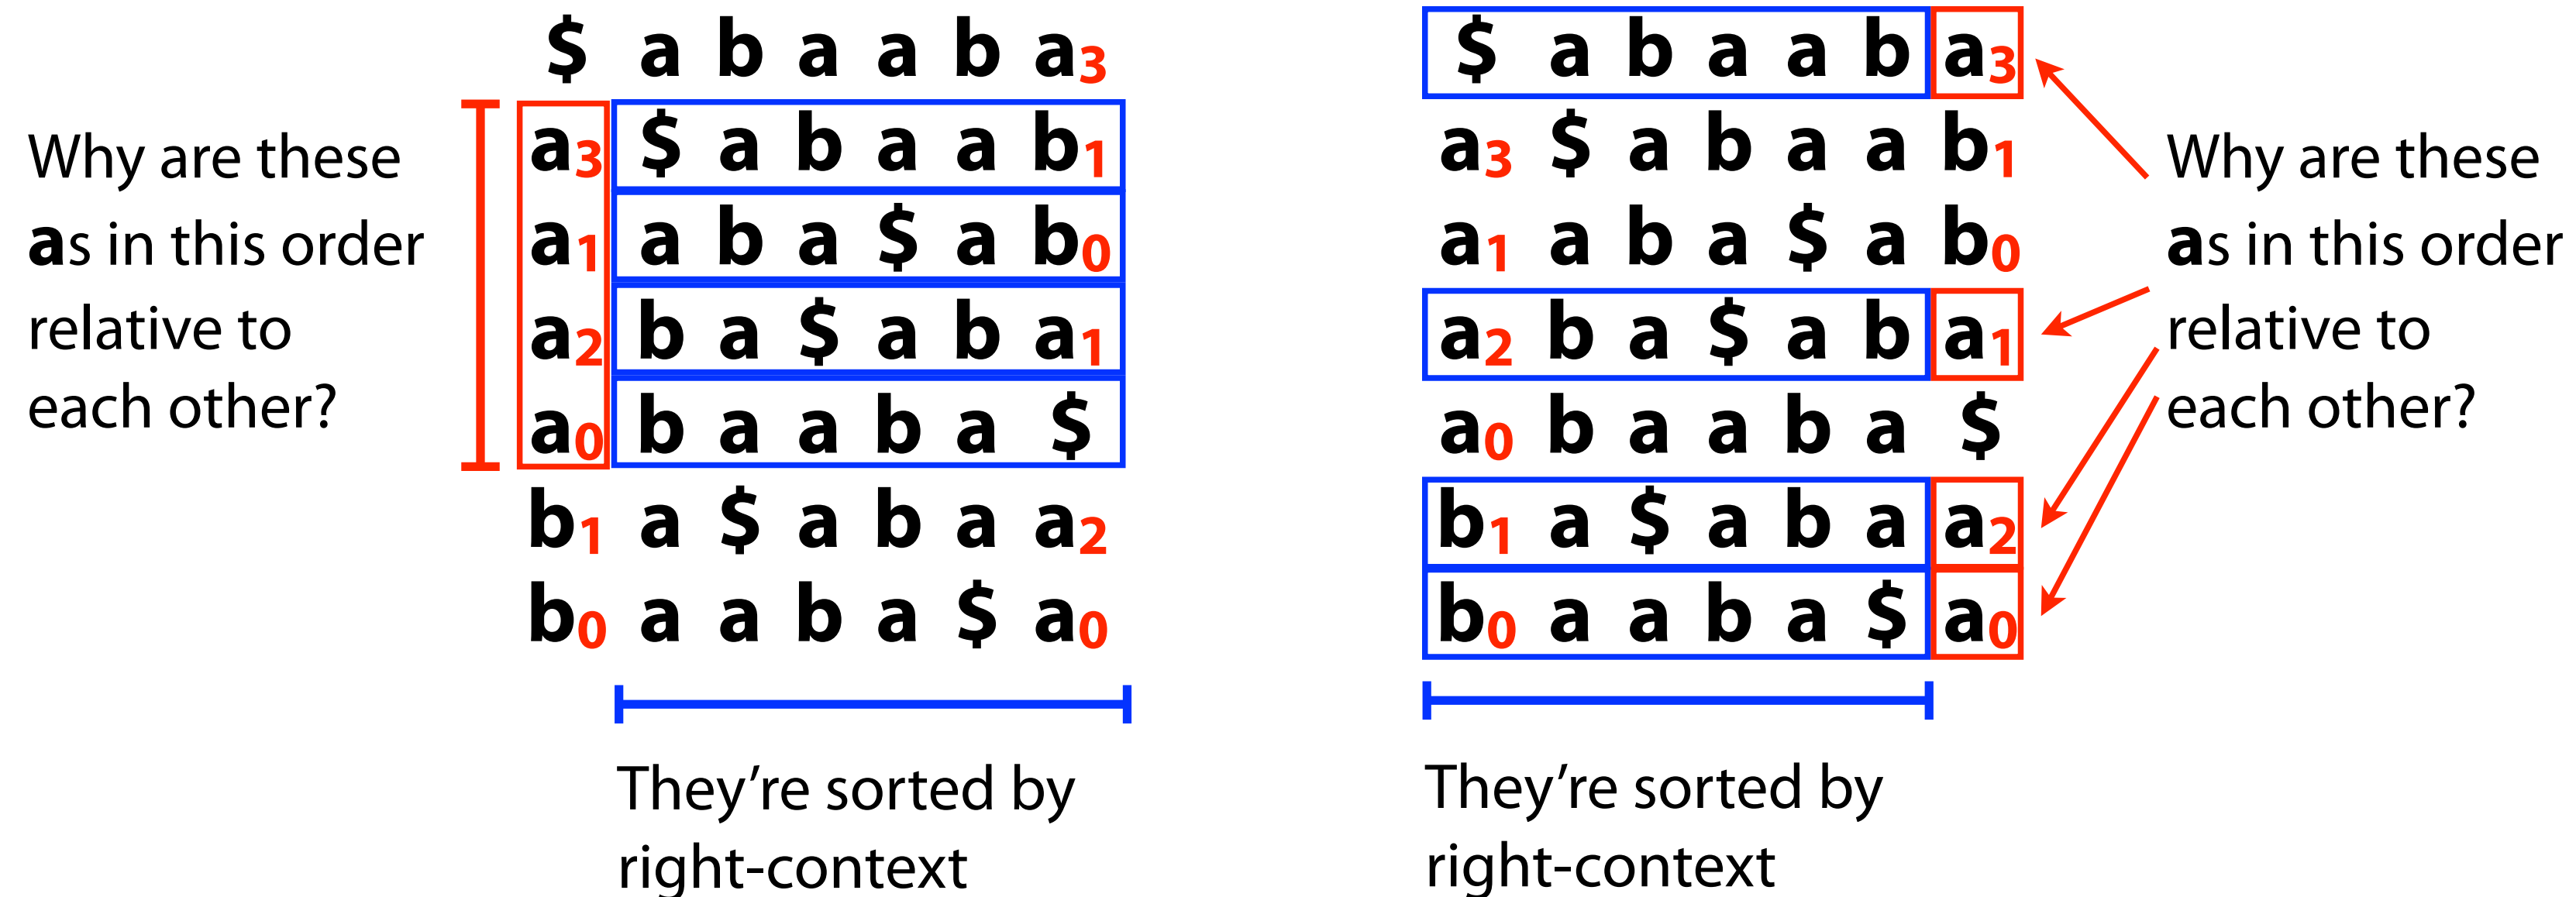 $ a b a a b a3
a3 $ a b a a b1
a1 a b a $ a b0
a2 b a $ a b a1
a0 b a a b a $
b1 a $ a b a a2
b0 a a b a $ a0
Why are these
as in this order
relative to
each other?
They're sorted by
right-context
$ a b a a b a3
a3 $ a b a a b1
a1 a b a $ a b0
a2 b a $ a b a1
a0 b a a b a $
b1 a $ a b a a2
b0 a a b a $ a0
Why are these
as in this order
relative to
each other?
They're sorted by
right-context